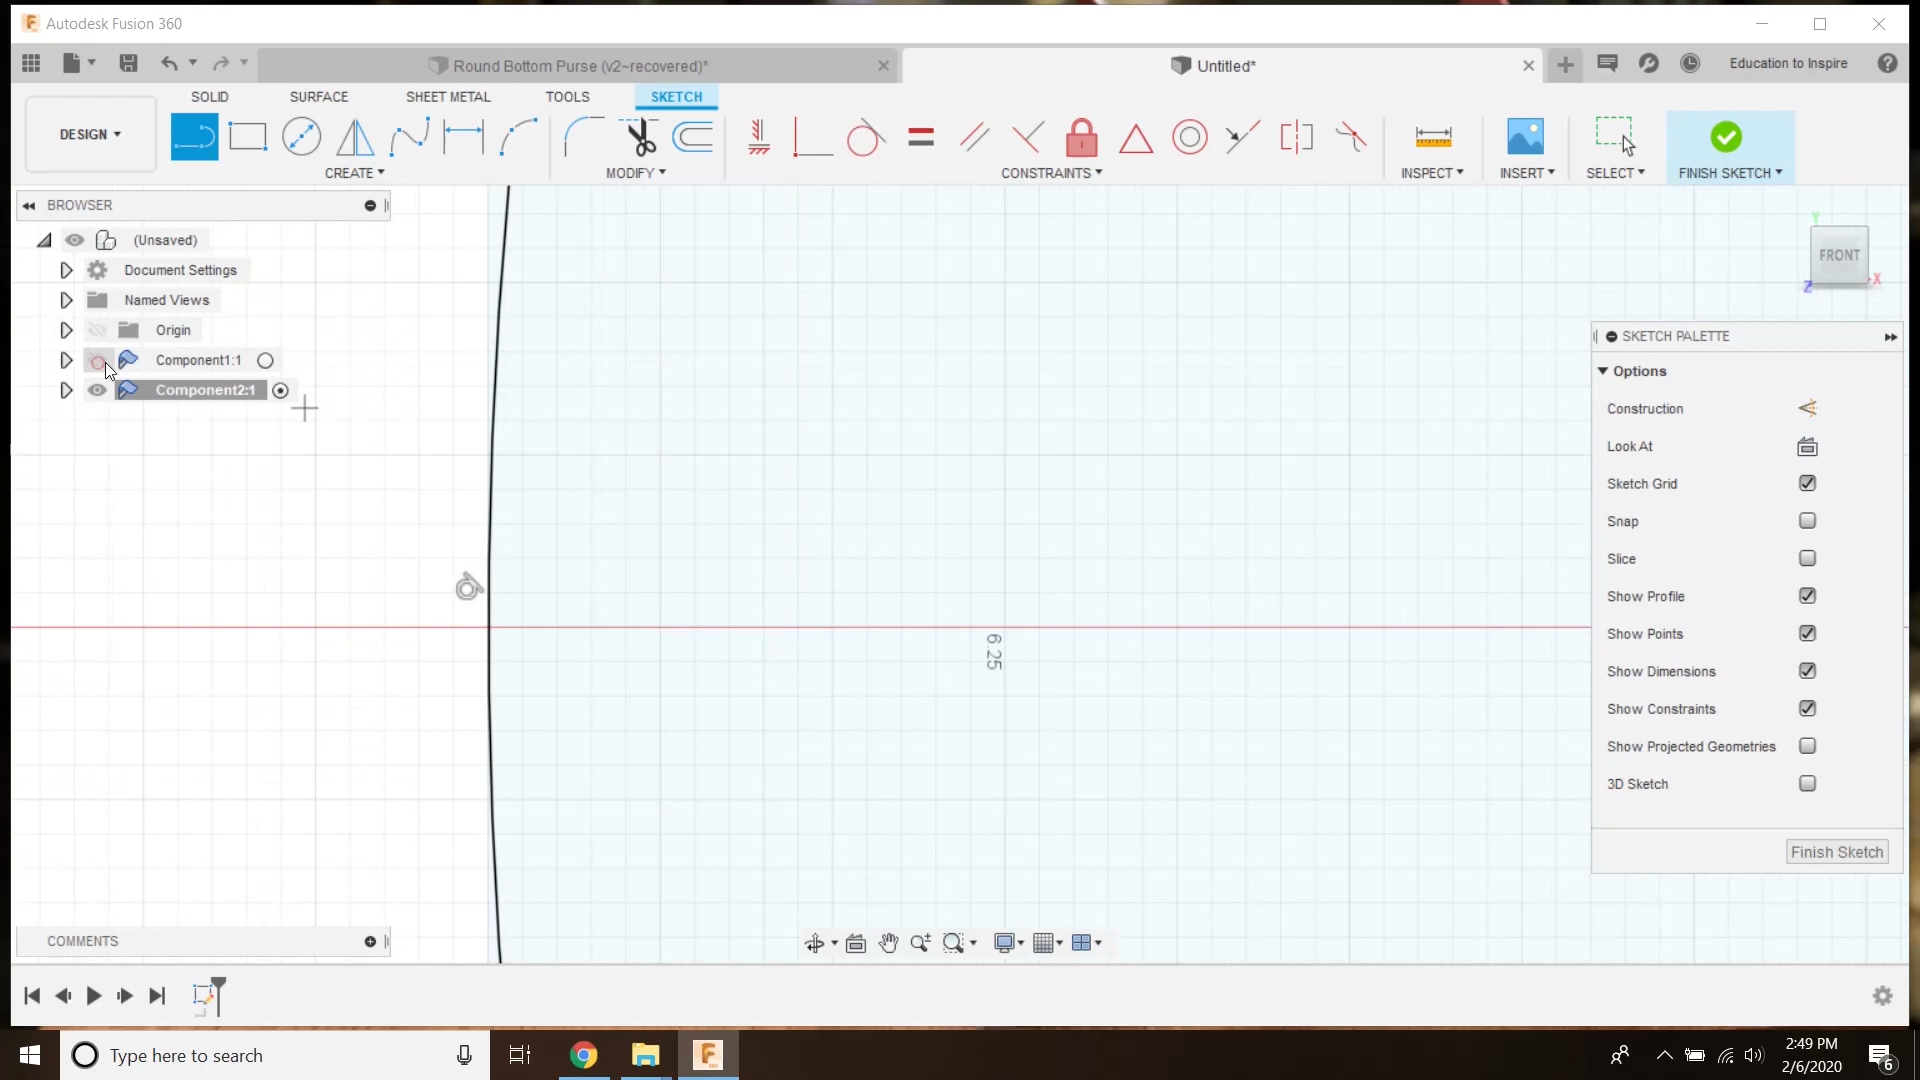 Autodesk Fusion 360
Round Bottom Purse (v2~recovered)*
Untitled*
Education to Inspire
DESIGN
SOLID
SURFACE
SHEET METAL
TOOLS
SKETCH
CREATE
MODIFY
CONSTRAINTS
INSPECT
INSERT
SELECT
FINISH SKETCH
BROWSER
(Unsaved)
Document Settings
Named Views
Origin
Component1:1
Component2:1
Y
FRONT
X
Z
SKETCH PALETTE
Options
Construction
Look At
Sketch Grid
Snap
Slice
Show Profile
Show Points
Show Dimensions
Show Constraints
Show Projected Geometries
3D Sketch
Finish Sketch
6.25
COMMENTS
Type here to search
2:49 PM
2/6/2020
6